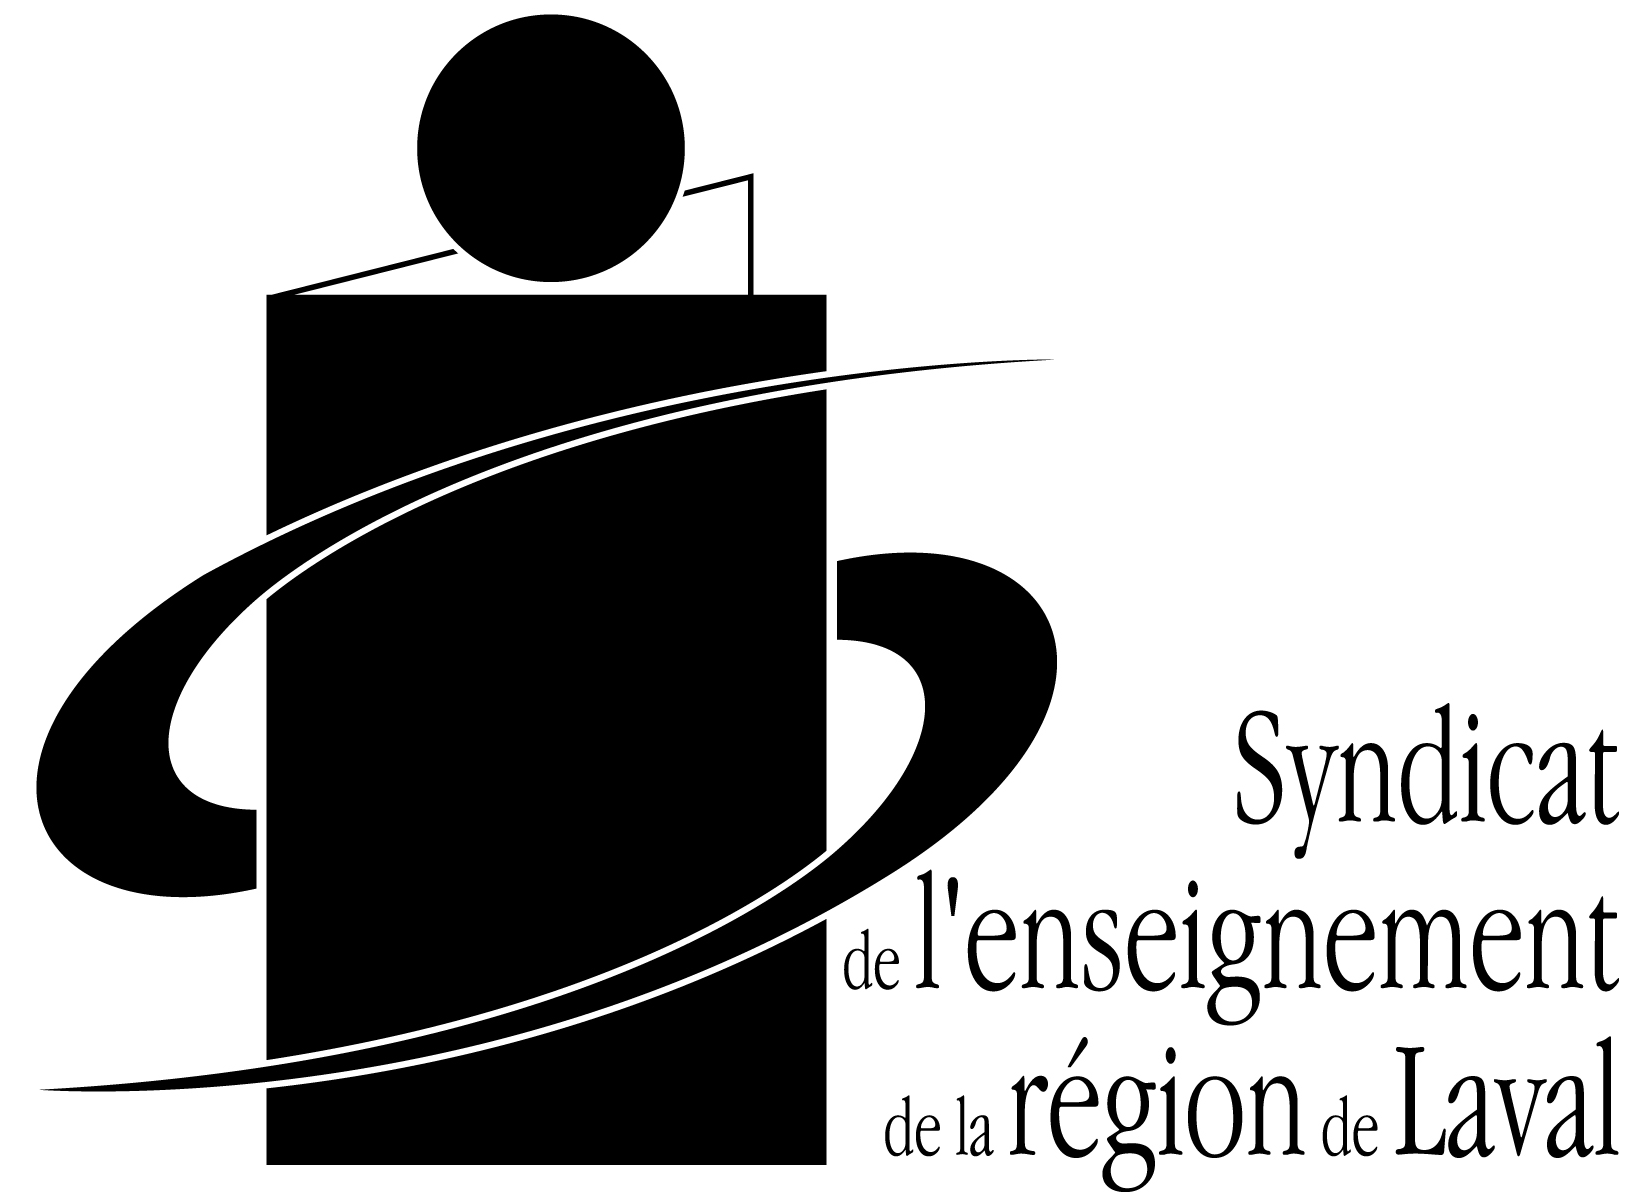 Syndicat
de l'enseignement
de la région de Laval